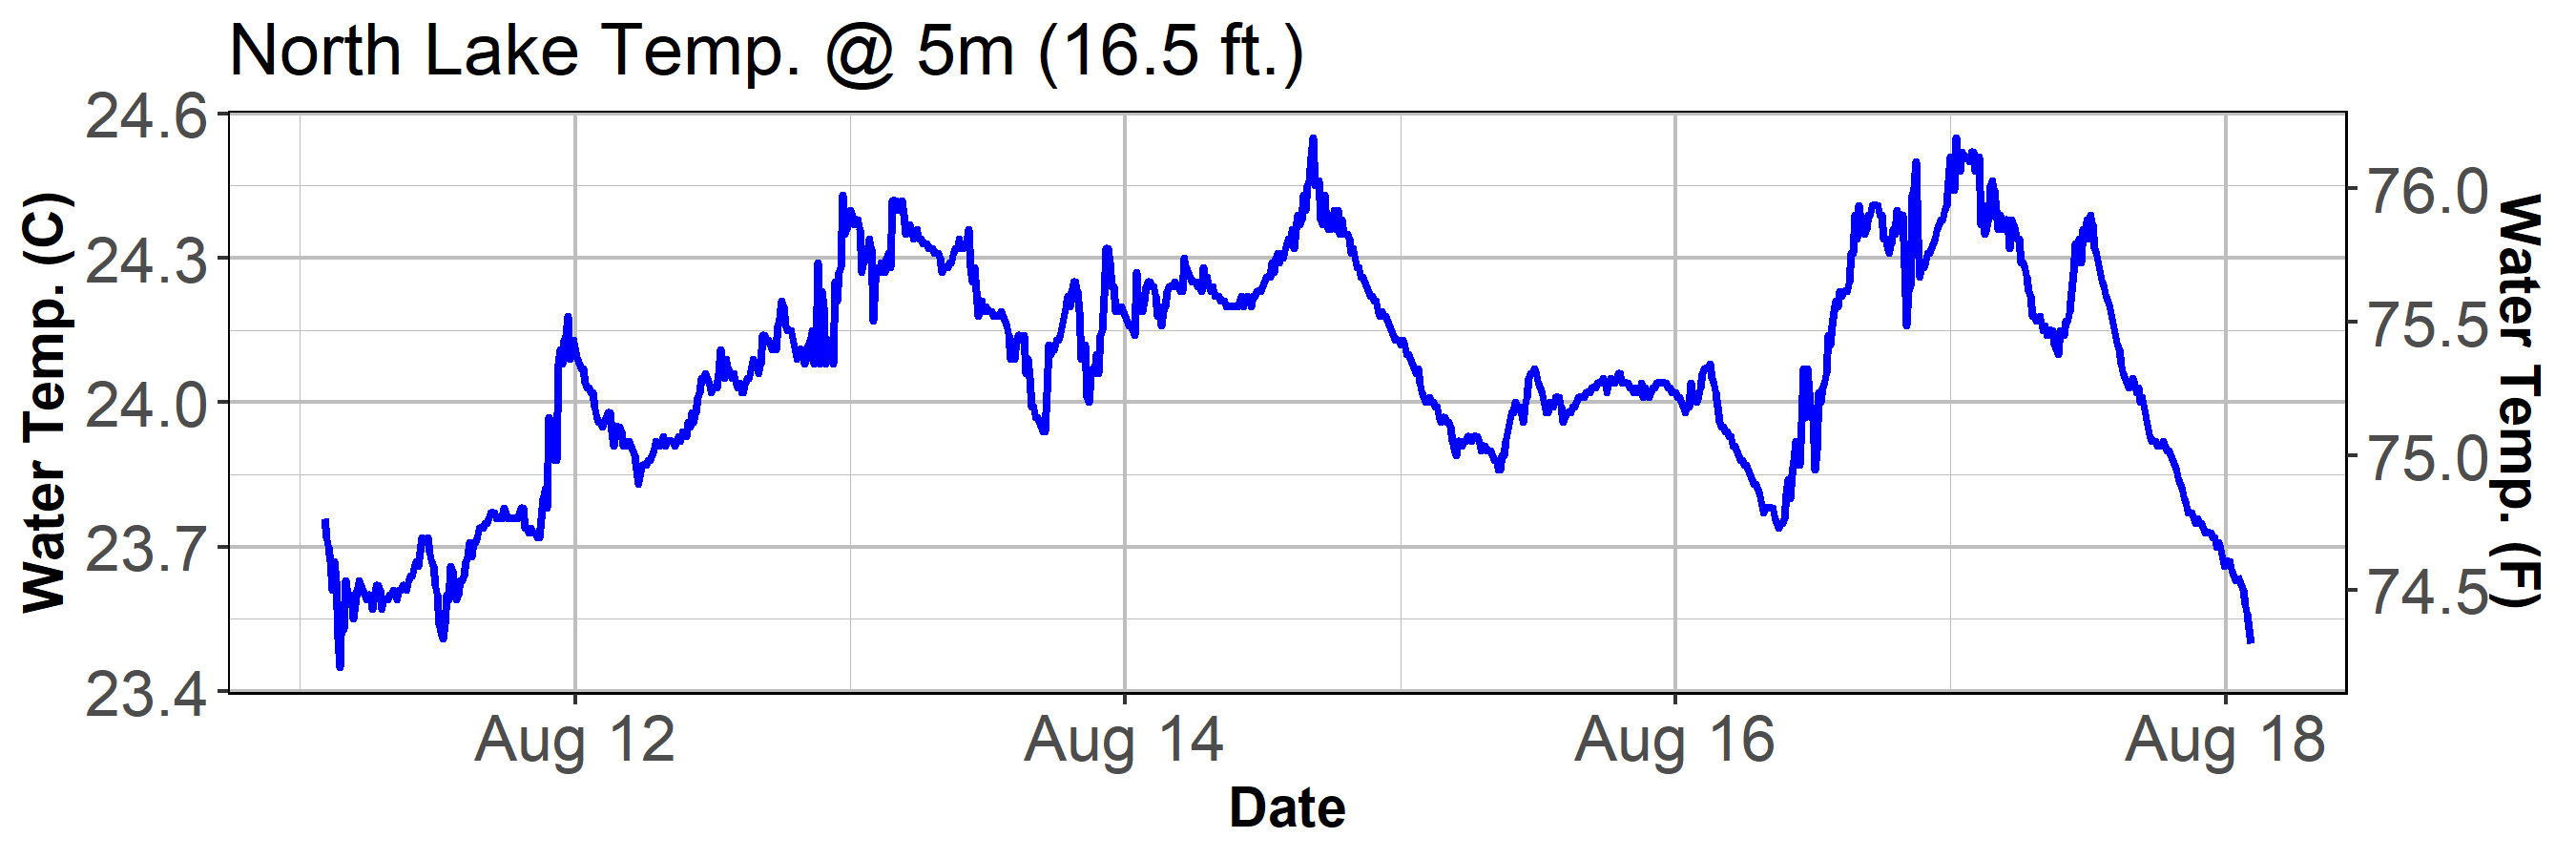 North Lake Temp. @ 5m (16.5 ft.)
Water Temp. (C)
24.6
24.3
24.0
23.7
23.4
76.0
75.5
75.0
74.5
Water Temp. (F)
Aug 12
Aug 14
Aug 16
Aug 18
Date